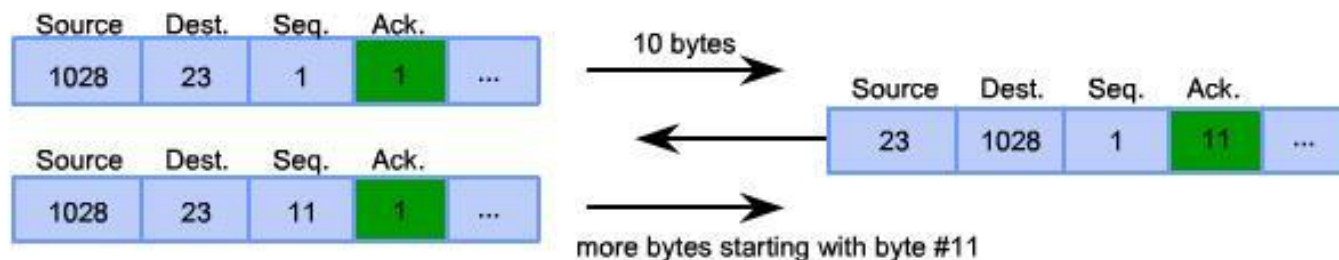 Source Dest. Seq. Ack.
1028 23 1 1 ...
10 bytes
Source Dest. Seq. Ack.
23 1028 1 11 ...
Source Dest. Seq. Ack.
1028 23 11 1 ...
more bytes starting with byte #11